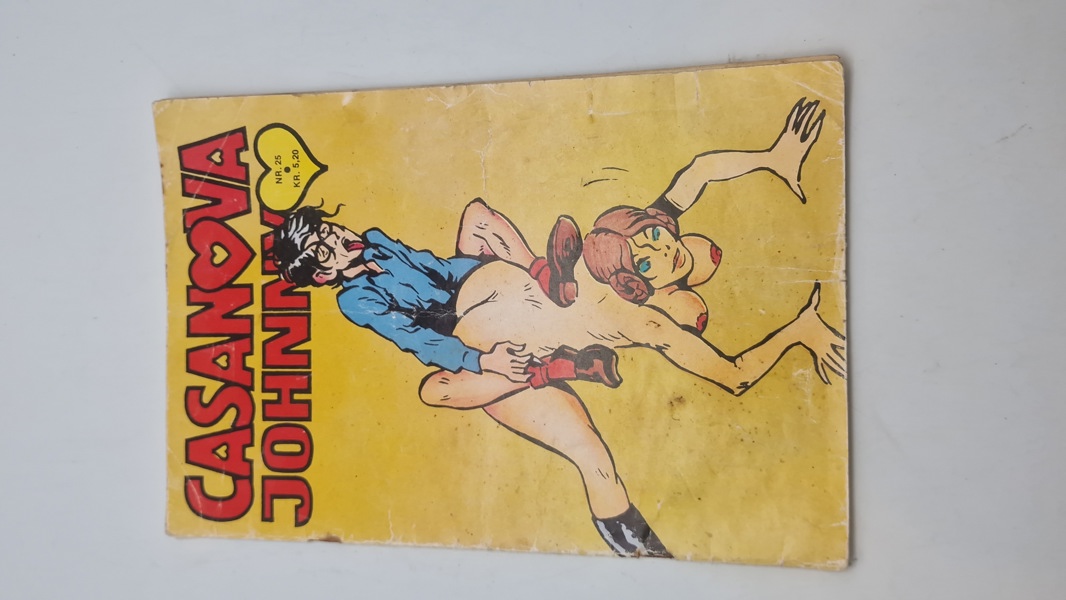 CASANOVA
JOHNNY
NR. 25
KR. 5,20